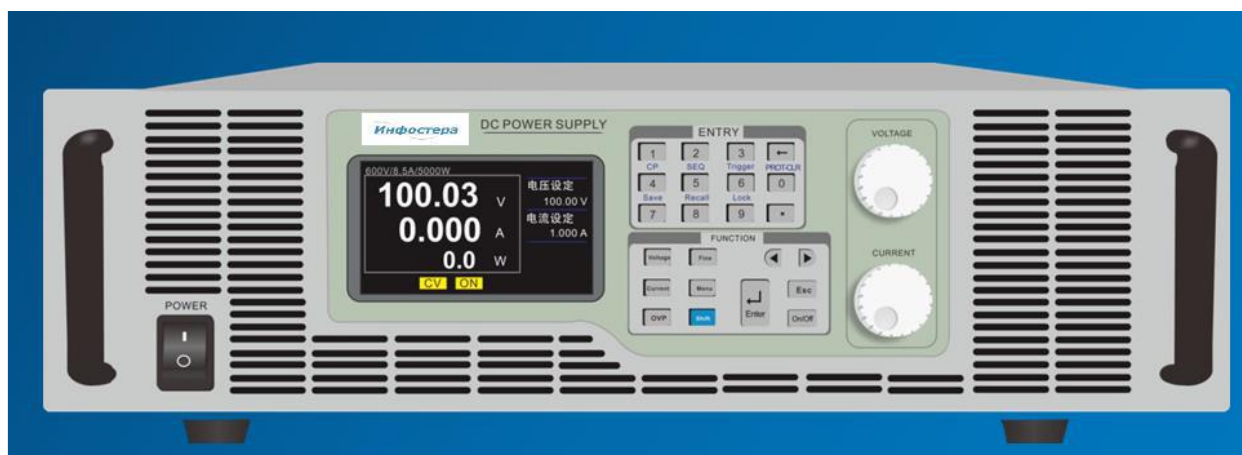 Инфостера
DC POWER SUPPLY
600V/8.5A/5000W
100.03 V
0.000 A
0.0 W
CV ON
电压设定
100.00 V
电流设定
1.000 A
POWER
ENTRY
1 2 3 ←
CP SEQ Trigger PROT-CLR
4 5 6 0
Save Recall Lock
7 8 9 .
FUNCTION
Voltage Fine
Current Menu Enter Esc
OVP Shift On/Off
VOLTAGE
CURRENT